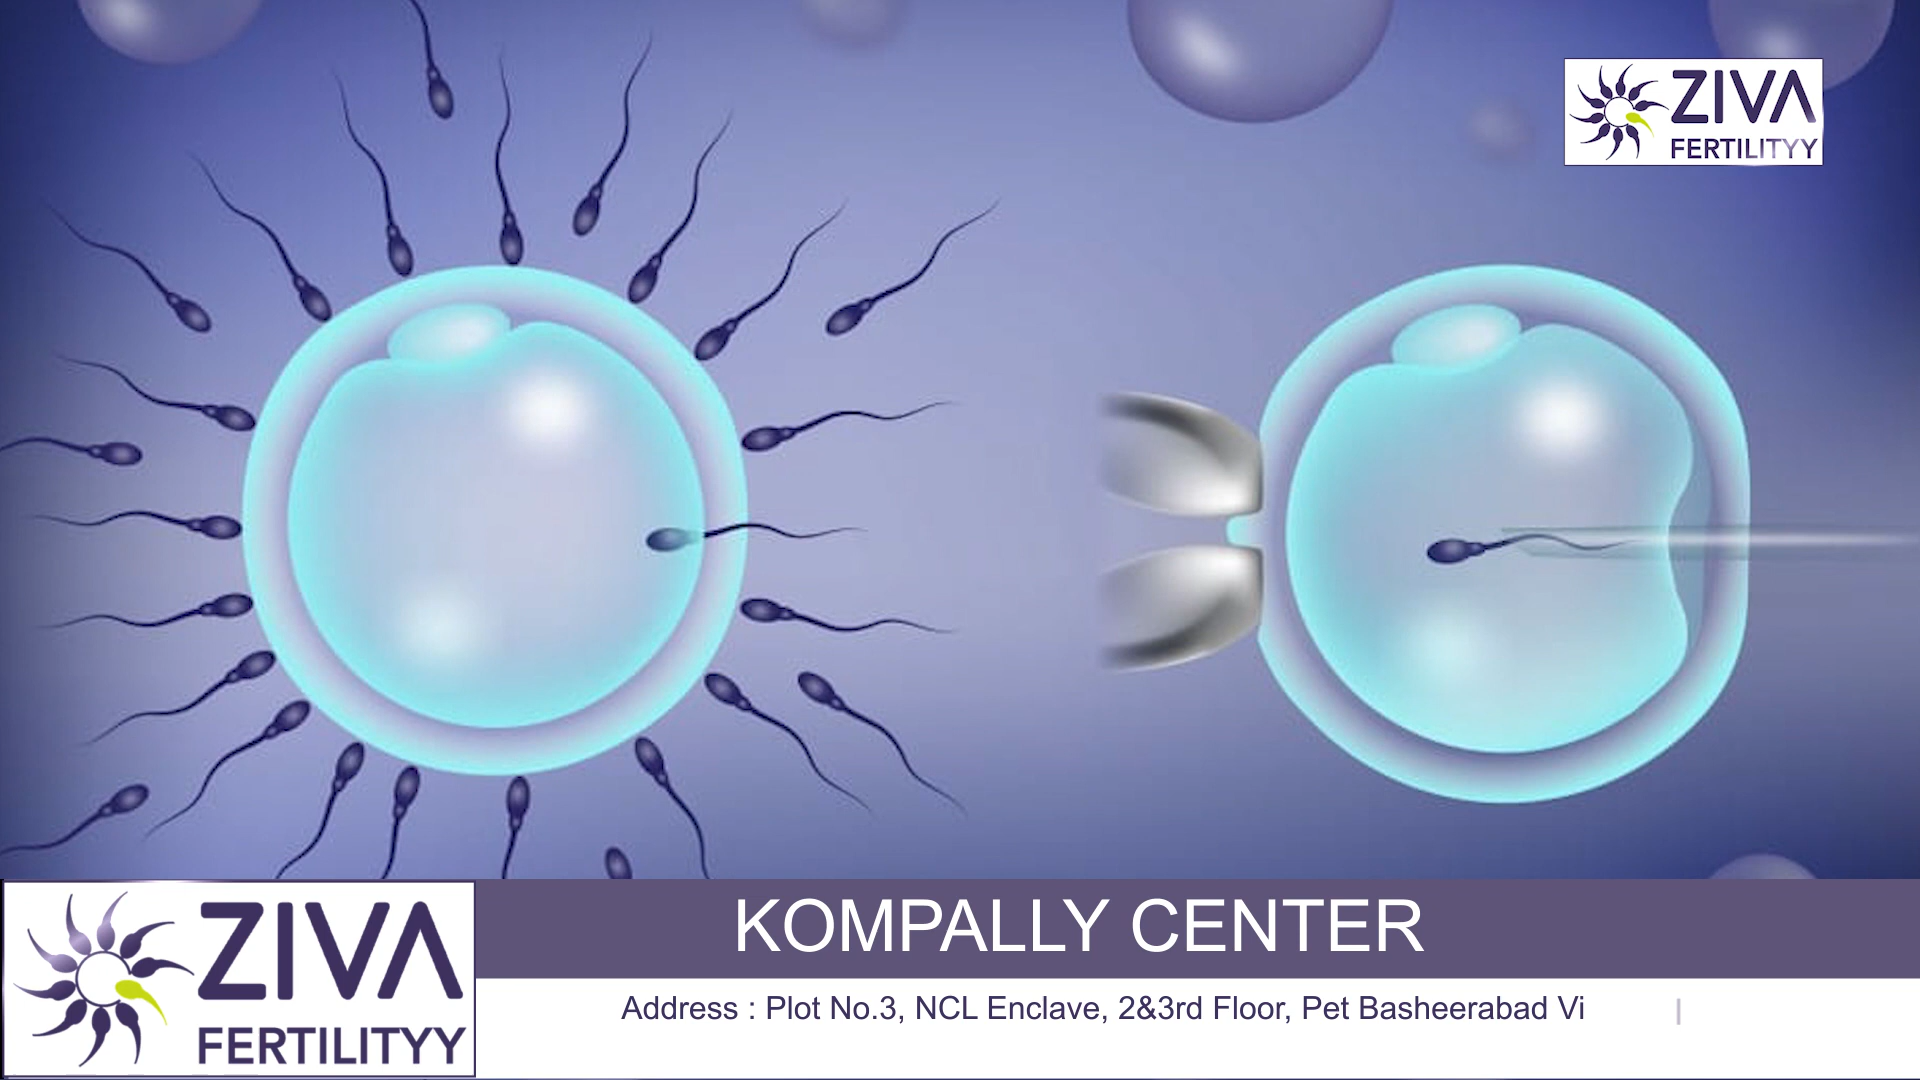 ZIVA
FERTILITYY
KOMPALLY CENTER
ZIVA
FERTILITYY
Address : Plot No.3, NCL Enclave, 2&3rd Floor, Pet Basheerabad Vi